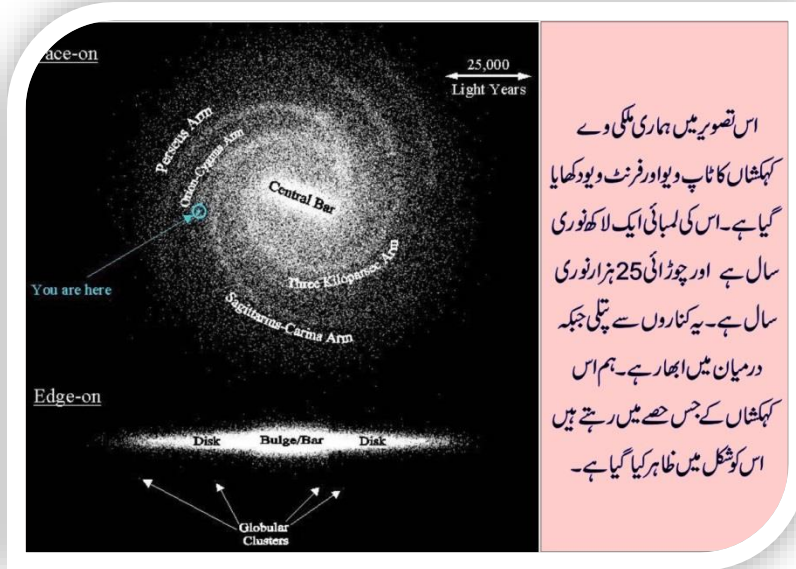 ace-on
25,000
Light Years
Perseus Arm
Orion-Cygnus Arm
Central Bar
You are here
Three Kiloparsec Arm
Sagittarius-Carina Arm
Edge-on
Disk
Bulge/Bar
Disk
Globular
Clusters
اس تصویر میں ہماری ملکی وے
کہکشاں کا ٹاپ ویو اور فرنٹ ویو دکھایا
گیا ہے۔ اس کی لمبائی ایک لاکھ نوری
سال ہے اور چوڑائی 25 ہزار نوری
سال ہے۔ یہ کناروں سے پتلی جبکہ
درمیان میں ابھار ہے۔ ہم اس
کہکشاں کے جس حصے میں رہتے ہیں
اس کو شکل میں ظاہر کیا گیا ہے۔